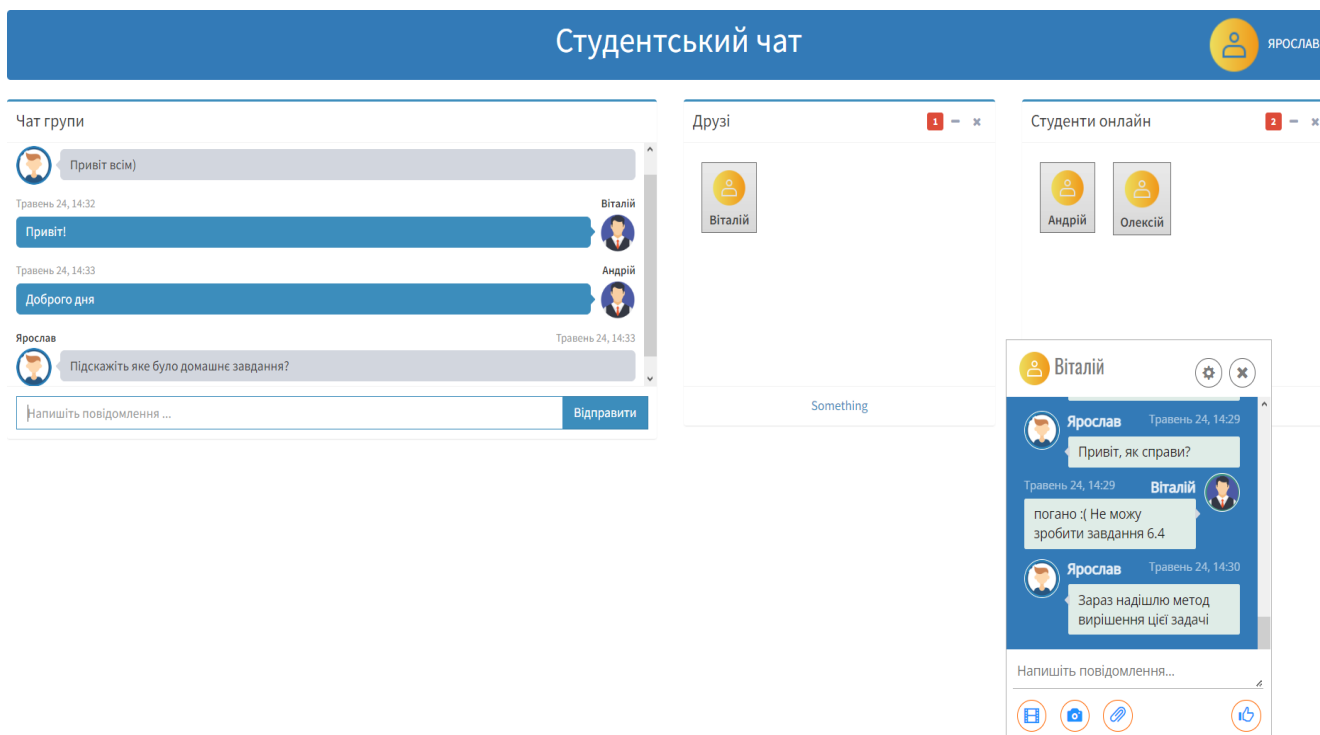 Студентський чат
ЯРОСЛАВ
Чат групи
Привіт всім)
Травень 24, 14:32
Віталій
Привіт!
Травень 24, 14:33
Андрій
Доброго дня
Ярослав
Травень 24, 14:33
Підскажіть яке було домашнє завдання?
Напишіть повідомлення ...
Відправити
Друзі
1
Віталій
Something
Студенти онлайн
2
Андрій
Олексій
Віталій
Ярослав
Травень 24, 14:29
Привіт, як справи?
Травень 24, 14:29
Віталій
погано :( Не можу
зробити завдання 6.4
Ярослав
Травень 24, 14:30
Зараз надішлю метод
вирішення цієї задачі
Напишіть повідомлення...